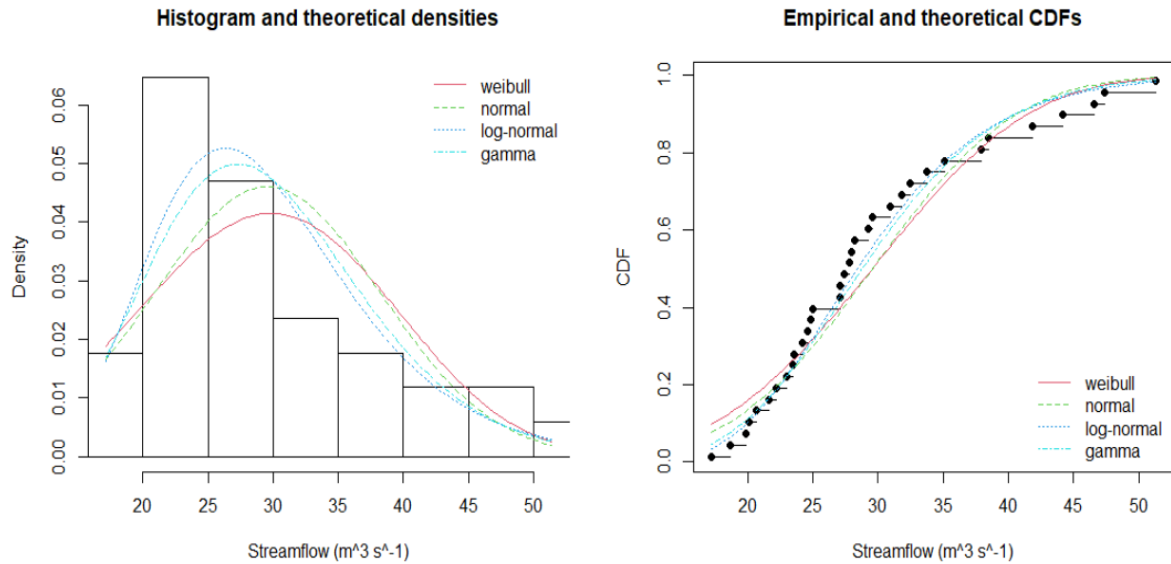 Histogram and theoretical densities
Density
0.00
0.01
0.02
0.03
0.04
0.05
0.06
weibull
normal
log-normal
gamma
20 25 30 35 40 45 50
Streamflow (m^3 s^-1)
Empirical and theoretical CDFs
CDF
0.0
0.2
0.4
0.6
0.8
1.0
weibull
normal
log-normal
gamma
20 25 30 35 40 45 50
Streamflow (m^3 s^-1)